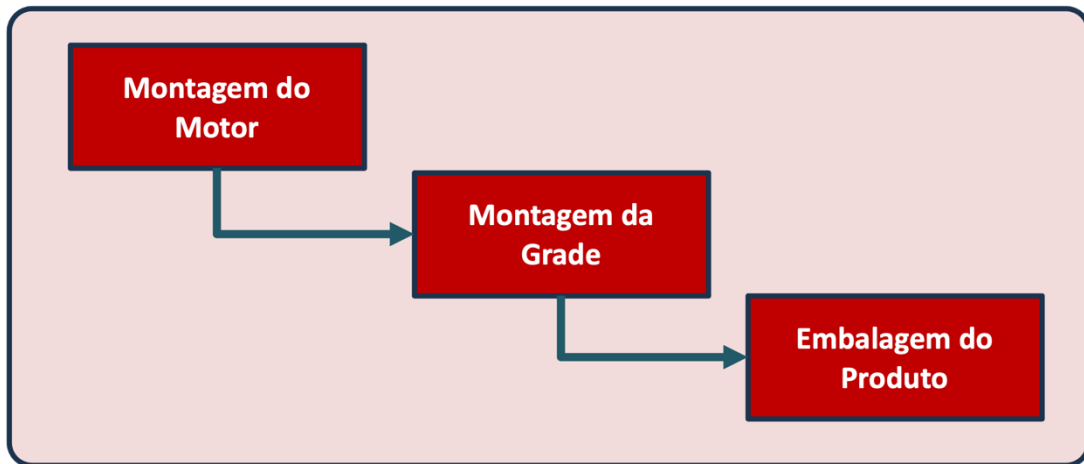 Montagem do
Motor
Montagem da
Grade
Embalagem do
Produto